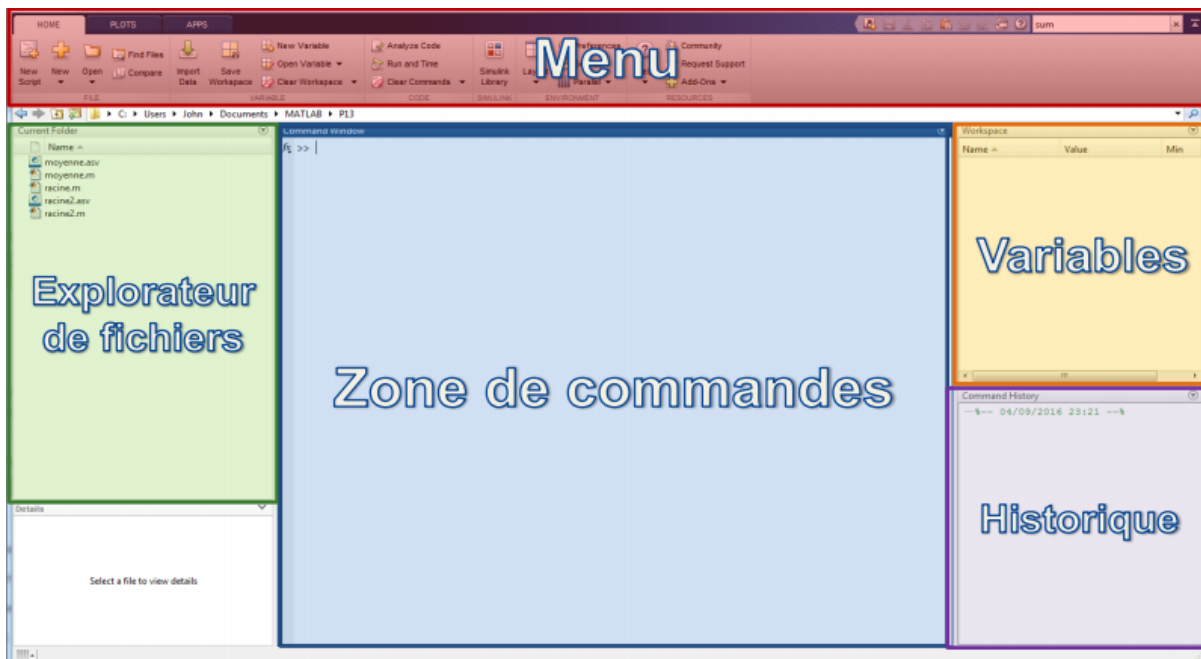 HOME PLOTS APPS
sum
New Script
New
Open
Find Files
Compare
Import Data
Save Workspace
New Variable
Open Variable
Clear Workspace
Analyze Code
Run and Time
Clear Commands
Simulink Library
Preferences
Parallel
Community
Request Support
Add-Ons
FILE VARIABLE CODE SIMULINK ENVIRONMENT RESOURCES
Menu
C: Users John Documents MATLAB P13
Current Folder
Name
moyenne.asv
moyenne.m
racine.m
racine2.asv
racine2.m
Explorateur
de fichiers
Details
Select a file to view details
Command Window
fx >>
Zone de commandes
Workspace
Name Value Min
Variables
Command History
--%-- 04/09/2016 23:21 --%
Historique